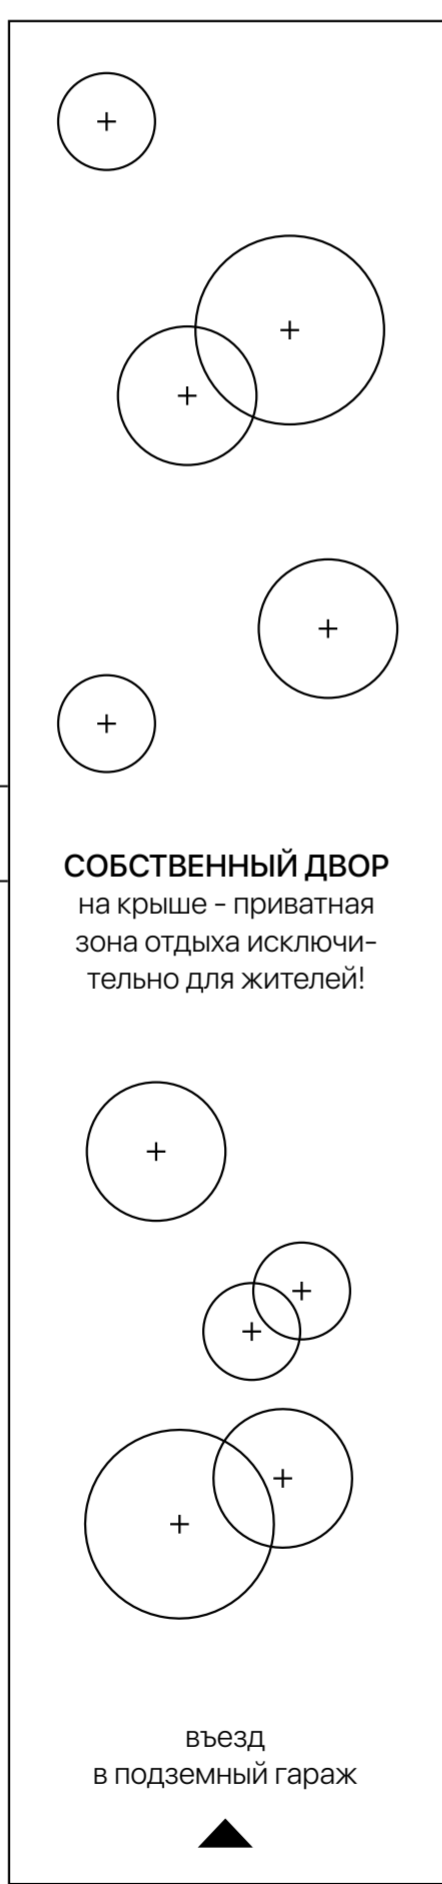 СОБСТВЕННЫЙ ДВОР
на крыше - приватная
зона отдыха исключи-
тельно для жителей!
въезд
в подземный гараж